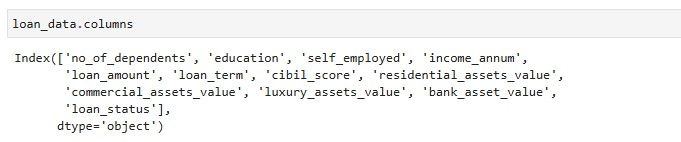 loan_data.columns
Index(['no_of_dependents', 'education', 'self_employed', 'income_annum',
'loan_amount', 'loan_term', 'cibil_score', 'residential_assets_value',
'commercial_assets_value', 'luxury_assets_value', 'bank_asset_value',
'loan_status'],
dtype='object')